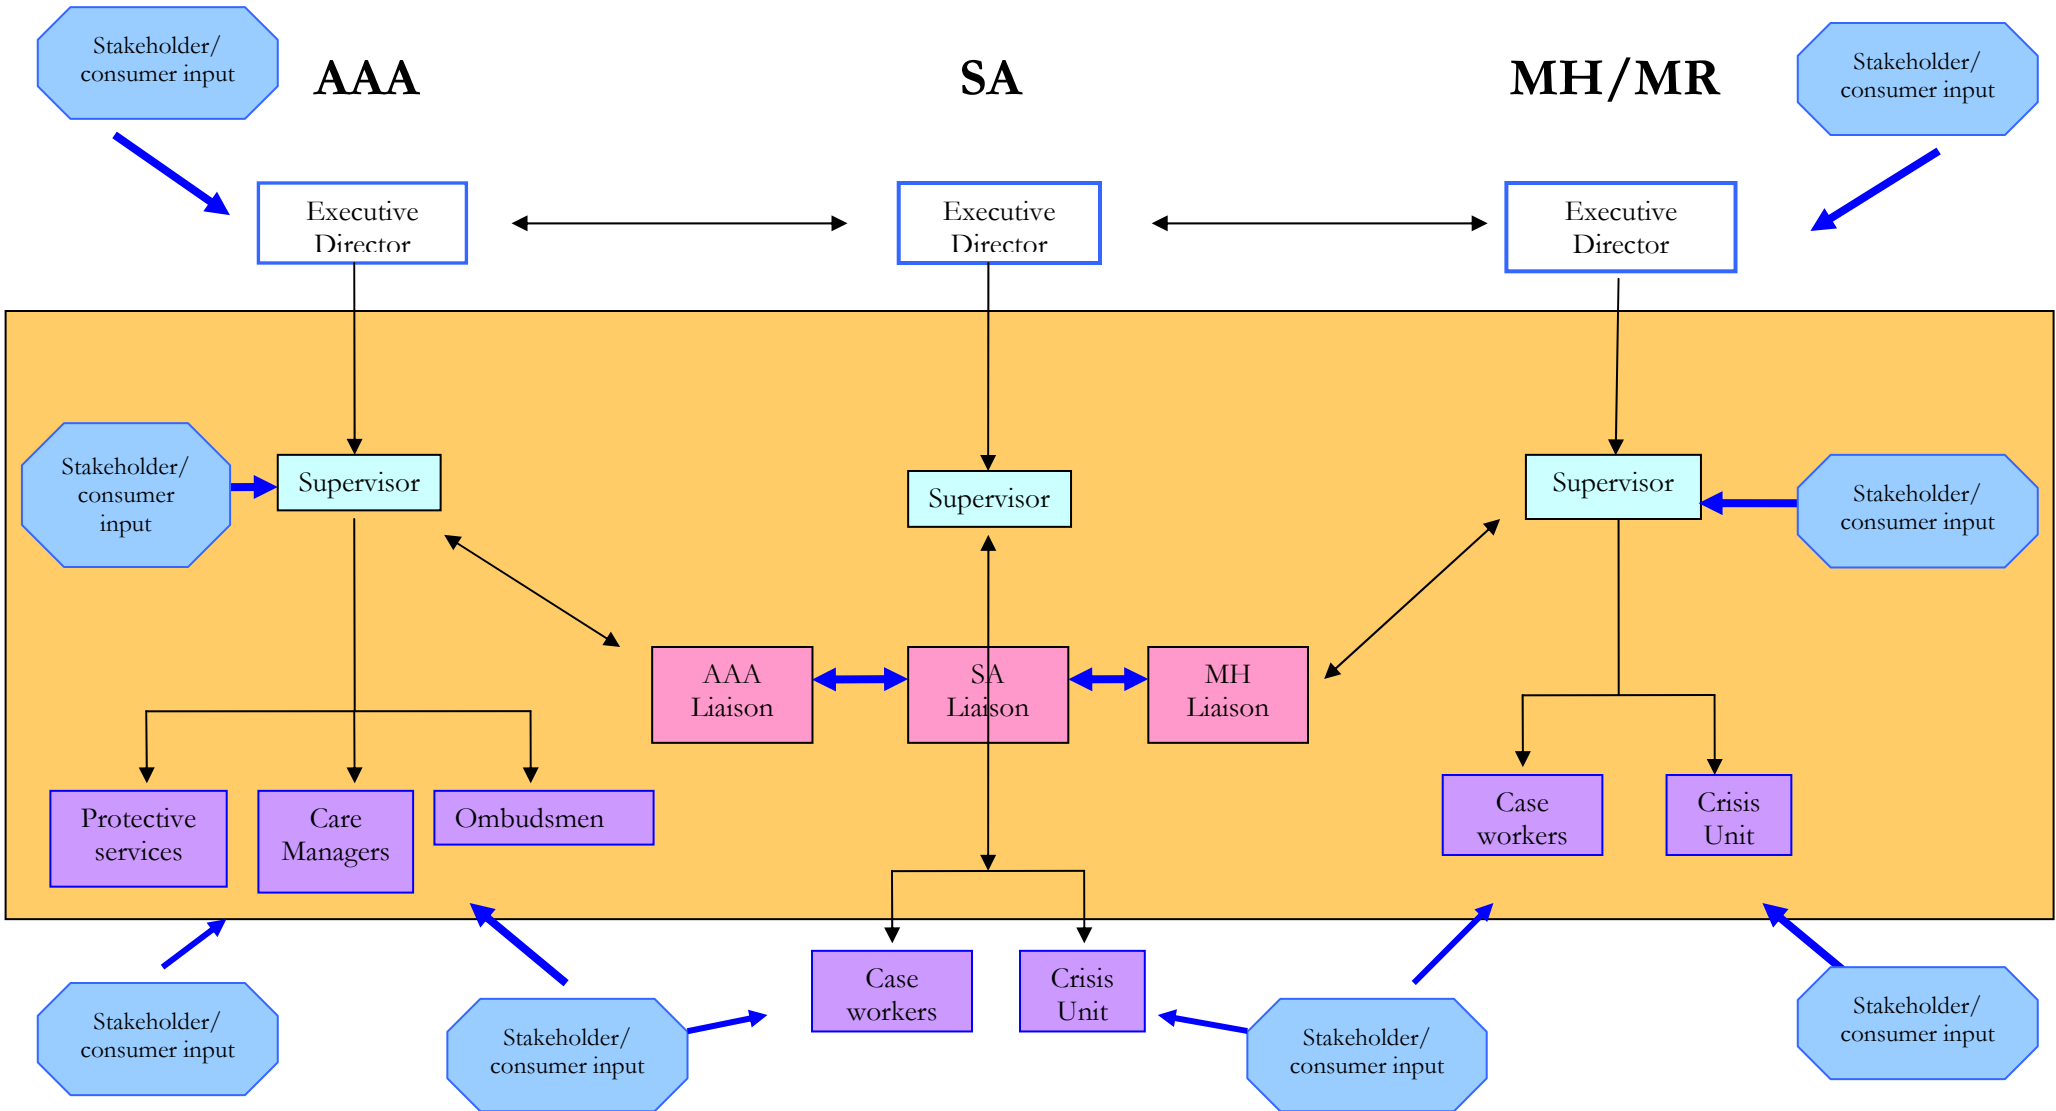 Stakeholder/
consumer input
AAA
SA
MH/MR
Stakeholder/
consumer input
Executive
Director
Executive
Director
Executive
Director
Stakeholder/
consumer
input
Supervisor
Supervisor
Supervisor
Stakeholder/
consumer input
AAA
Liaison
SA
Liaison
MH
Liaison
Protective
services
Care
Managers
Ombudsmen
Case
workers
Crisis
Unit
Case
workers
Crisis
Unit
Stakeholder/
consumer input
Stakeholder/
consumer input
Stakeholder/
consumer input
Stakeholder/
consumer input